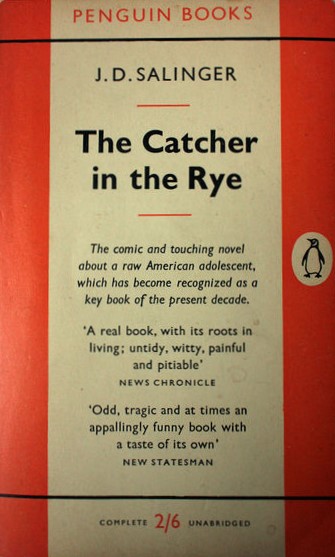 PENGUIN BOOKS
J.D. SALINGER
The Catcher
in the Rye
The comic and touching novel
about a raw American adolescent,
which has become recognized as a
key book of the present decade.
‘A real book, with its roots in
living; untidy, witty, painful
and pitiable’
NEWS CHRONICLE
‘Odd, tragic and at times an
appallingly funny book with
a taste of its own’
NEW STATESMAN
COMPLETE 2/6 UNABRIDGED